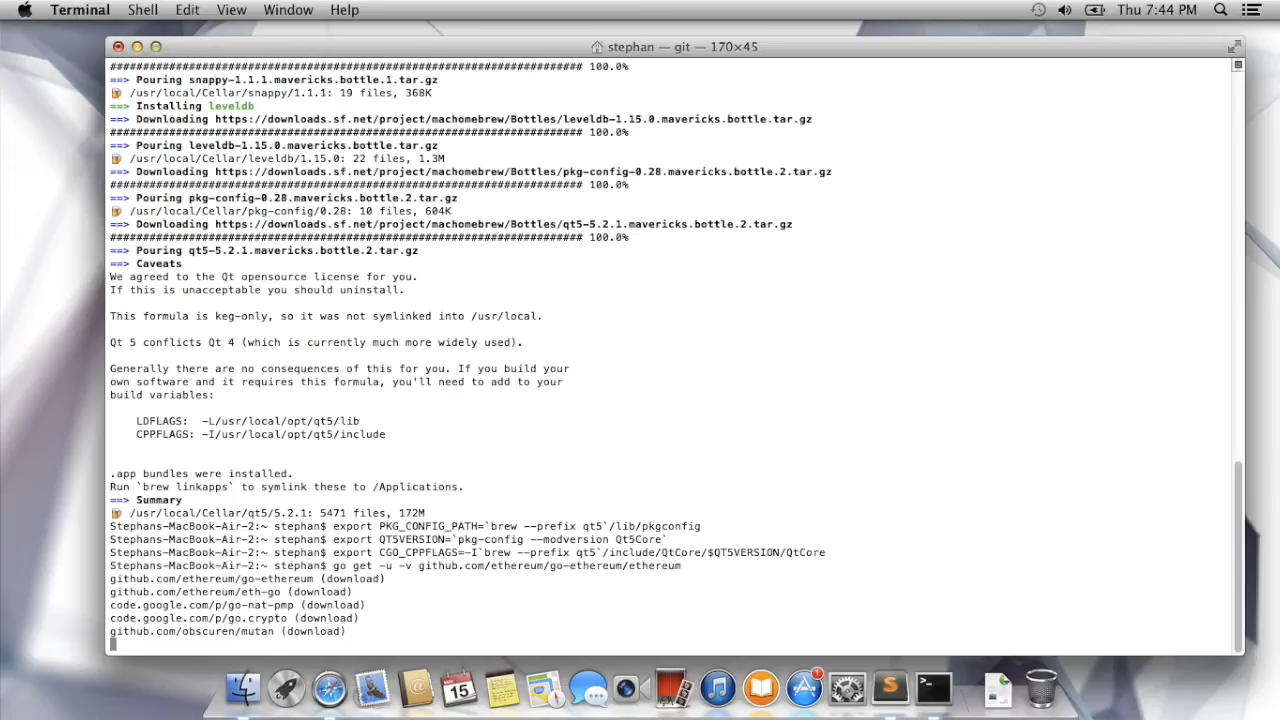 Terminal Shell Edit View Window Help Thu 7:44 PM
stephan — git — 170×45
################################################################################ 100.0%
==> Pouring snappy-1.1.1.mavericks.bottle.1.tar.gz
/usr/local/Cellar/snappy/1.1.1: 19 files, 368K
==> Installing leveldb
==> Downloading https://downloads.sf.net/project/machomebrew/Bottles/leveldb-1.15.0.mavericks.bottle.tar.gz
######################################################################## 100.0%
==> Pouring leveldb-1.15.0.mavericks.bottle.tar.gz
/usr/local/Cellar/leveldb/1.15.0: 22 files, 1.3M
==> Downloading https://downloads.sf.net/project/machomebrew/Bottles/pkg-config-0.28.mavericks.bottle.2.tar.gz
######################################################################## 100.0%
==> Pouring pkg-config-0.28.mavericks.bottle.2.tar.gz
/usr/local/Cellar/pkg-config/0.28: 10 files, 604K
==> Downloading https://downloads.sf.net/project/machomebrew/Bottles/qt5-5.2.1.mavericks.bottle.2.tar.gz
######################################################################## 100.0%
==> Pouring qt5-5.2.1.mavericks.bottle.2.tar.gz
==> Caveats
We agreed to the Qt opensource license for you.
If this is unacceptable you should uninstall.
This formula is keg-only, so it was not symlinked into /usr/local.
Qt 5 conflicts Qt 4 (which is currently much more widely used).
Generally there are no consequences of this for you. If you build your
own software and it requires this formula, you'll need to add to your
build variables:
LDFLAGS:  -L/usr/local/opt/qt5/lib
CPPFLAGS: -I/usr/local/opt/qt5/include
.app bundles were installed.
Run `brew linkapps` to symlink these to /Applications.
==> Summary
/usr/local/Cellar/qt5/5.2.1: 5471 files, 172M
Stephans-MacBook-Air-2:~ stephan$ export PKG_CONFIG_PATH=`brew --prefix qt5`/lib/pkgconfig
Stephans-MacBook-Air-2:~ stephan$ export QT5VERSION=`pkg-config --modversion Qt5Core`
Stephans-MacBook-Air-2:~ stephan$ export CGO_CPPFLAGS=-I`brew --prefix qt5`/include/QtCore/$QT5VERSION/QtCore
Stephans-MacBook-Air-2:~ stephan$ go get -u -v github.com/ethereum/go-ethereum/ethereum
github.com/ethereum/go-ethereum (download)
github.com/ethereum/eth-go (download)
code.google.com/p/go-nat-pmp (download)
code.google.com/p/go.crypto (download)
github.com/obscuren/mutan (download)
15
1